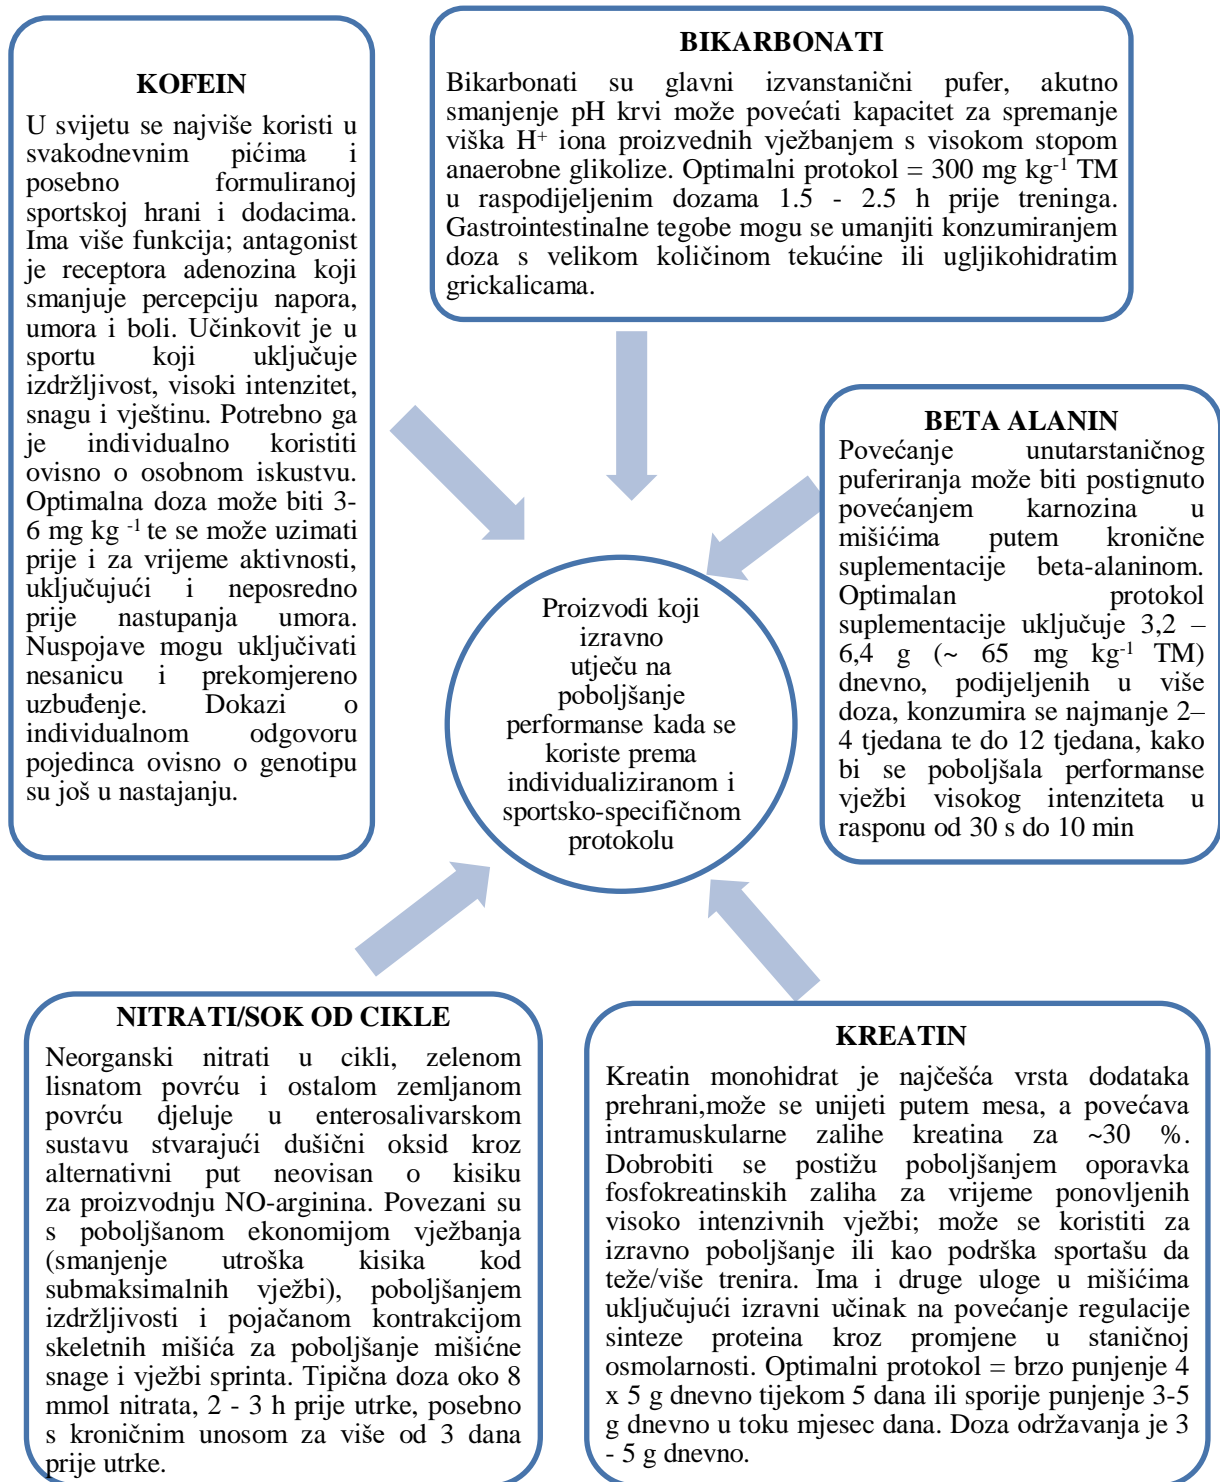 KOFEIN
U svijetu se najviše koristi u
svakodnevnim pićima i
posebno formuliranoj
sportskoj hrani i dodacima.
Ima više funkcija; antagonist
je receptora adenozina koji
smanjuje percepciju napora,
umora i boli. Učinkovit je u
sportu koji uključuje
izdržljivost, visoki intenzitet,
snagu i vještinu. Potrebno ga
je individualno koristiti
ovisno o osobnom iskustvu.
Optimalna doza može biti 3-
6 mg kg ⁻¹ te se može uzimati
prije i za vrijeme aktivnosti,
uključujući i neposredno
prije nastupanja umora.
Nuspojave mogu uključivati
nesanicu i prekomjereno
uzbuđenje. Dokazi o
individualnom odgovoru
pojedinca ovisno o genotipu
su još u nastajanju.
BIKARBONATI
Bikarbonati su glavni izvanstanični pufer, akutno
smanjenje pH krvi može povećati kapacitet za spremanje
viška H⁺ iona proizvednih vježbanjem s visokom stopom
anaerobne glikolize. Optimalni protokol = 300 mg kg⁻¹ TM
u raspodijeljenim dozama 1.5 - 2.5 h prije treninga.
Gastrointestinalne tegobe mogu se umanjiti konzumiranjem
doza s velikom količinom tekućine ili ugljikohidratim
grickalicama.
BETA ALANIN
Povećanje unutarstaničnog
puferiranja može biti postignuto
povećanjem karnozina u
mišićima putem kronične
suplementacije beta-alaninom.
Optimalan protokol
suplementacije uključuje 3,2 –
6,4 g (~ 65 mg kg⁻¹ TM)
dnevno, podijeljenih u više
doza, konzumira se najmanje 2–
4 tjedana te do 12 tjedana, kako
bi se poboljšala performanse
vježbi visokog intenziteta u
rasponu od 30 s do 10 min
Proizvodi koji
izravno
utječu na
poboljšanje
performanse kada se
koriste prema
individualiziranom i
sportsko-specifičnom
protokolu
NITRATI/SOK OD CIKLE
Neorganski nitrati u cikli, zelenom
lisnatom povrću i ostalom zemljanom
povrću djeluje u enterosalivarskom
sustavu stvarajući dušični oksid kroz
alternativni put neovisan o kisiku
za proizvodnju NO-arginina. Povezani su
s poboljšanom ekonomijom vježbanja
(smanjenje utroška kisika kod
submaksimalnih vježbi), poboljšanjem
izdržljivosti i pojačanom kontrakcijom
skeletnih mišića za poboljšanje mišićne
snage i vježbi sprinta. Tipična doza oko 8
mmol nitrata, 2 - 3 h prije utrke, posebno
s kroničnim unosom za više od 3 dana
prije utrke.
KREATIN
Kreatin monohidrat je najčešća vrsta dodataka
prehrani,može se unijeti putem mesa, a povećava
intramuskularne zalihe kreatina za ~30 %.
Dobrobiti se postižu poboljšanjem oporavka
fosfokreatinskih zaliha za vrijeme ponovljenih
visoko intenzivnih vježbi; može se koristiti za
izravno poboljšanje ili kao podrška sportašu da
teže/više trenira. Ima i druge uloge u mišićima
uključujući izravni učinak na povećanje regulacije
sinteze proteina kroz promjene u staničnoj
osmolarnosti. Optimalni protokol = brzo punjenje 4
x 5 g dnevno tijekom 5 dana ili sporije punjenje 3-5
g dnevno u toku mjesec dana. Doza održavanja je 3
- 5 g dnevno.